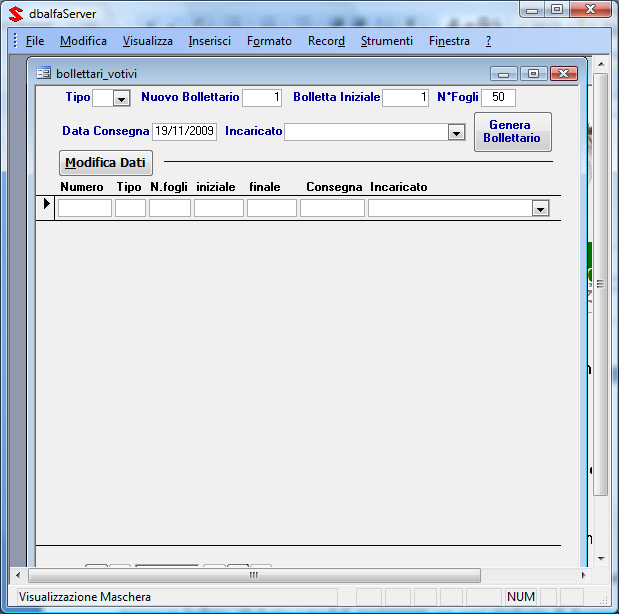 dbalfaServer
File Modifica Visualizza Inserisci Formato Record Strumenti Finestra ?
bollettari_votivi
Tipo Nuovo Bollettario 1 Bolletta Iniziale 1 N°Fogli 50
Data Consegna 19/11/2009 Incaricato Genera Bollettario
Modifica Dati
Numero Tipo N.fogli iniziale finale Consegna Incaricato
Visualizzazione Maschera NUM